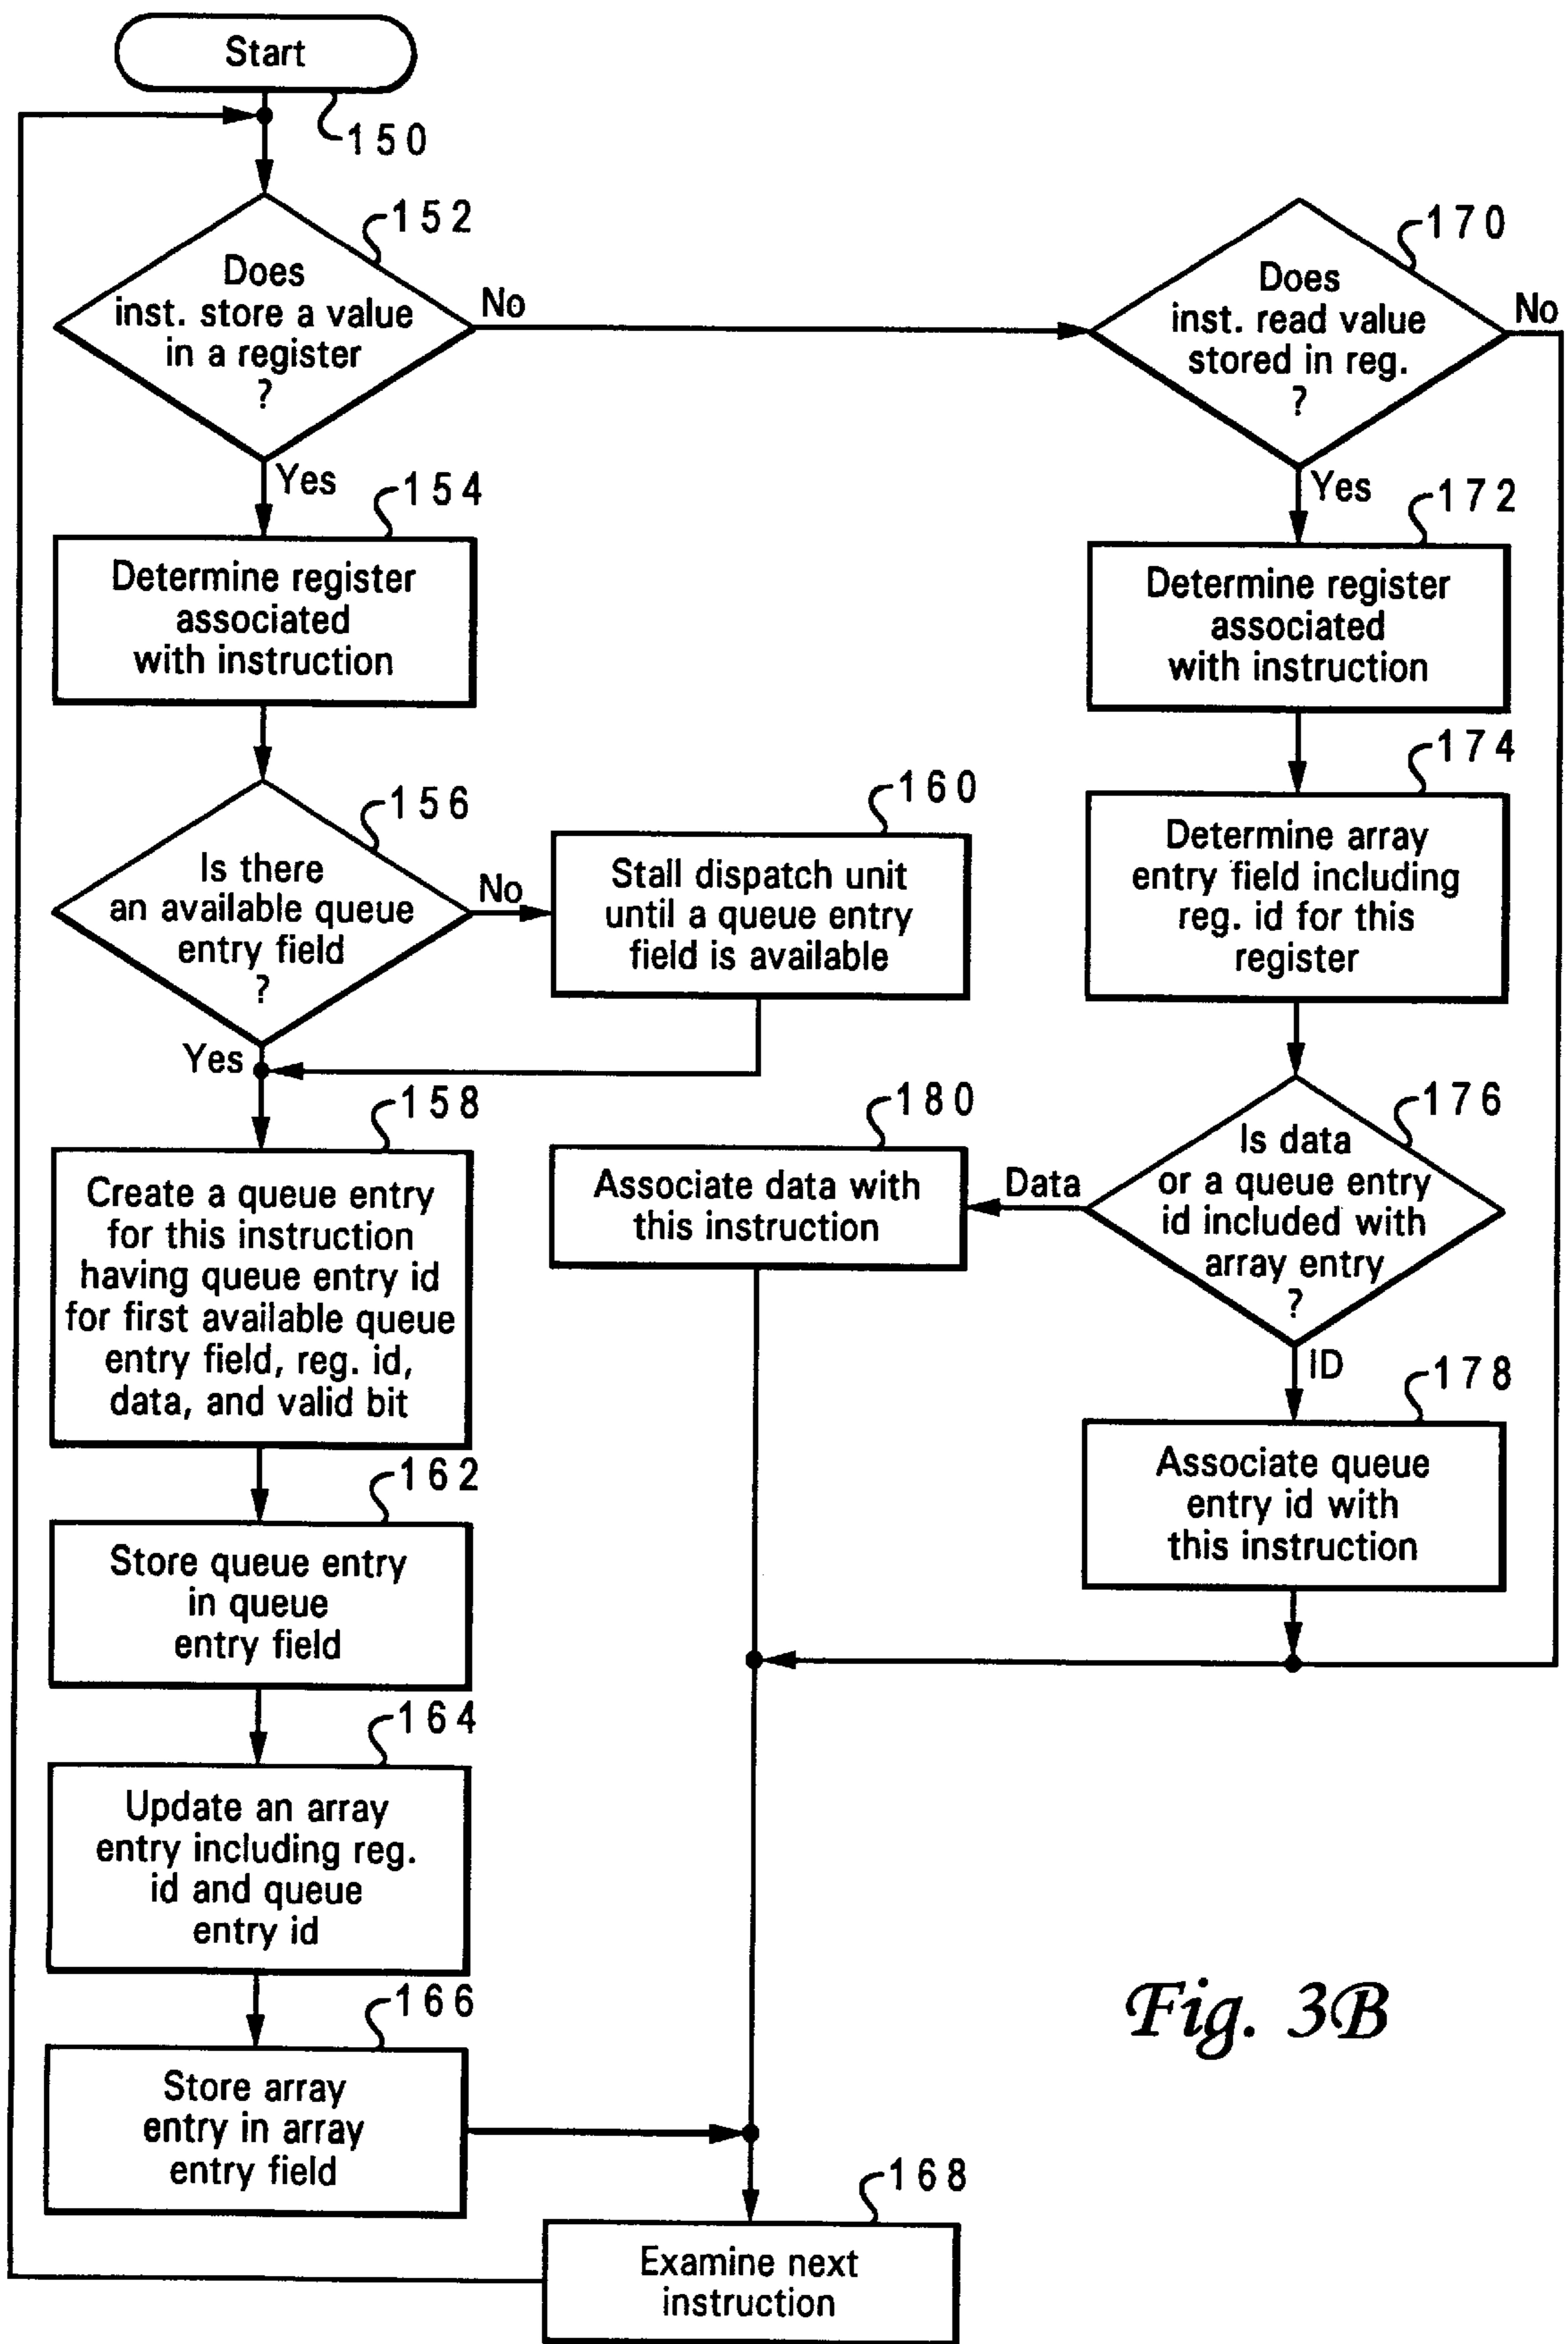 Start
150
152
Does
inst. store a value
in a register
?
No
Yes
170
Does
inst. read value
stored in reg.
?
No
Yes
154
Determine register
associated
with instruction
172
Determine register
associated
with instruction
156
Is there
an available queue
entry field
?
No
Yes
160
Stall dispatch unit
until a queue entry
field is available
174
Determine array
entry field including
reg. id for this
register
158
Create a queue entry
for this instruction
having queue entry id
for first available queue
entry field, reg. id,
data, and valid bit
180
Associate data with
this instruction
Data
176
Is data
or a queue entry
id included with
array entry
?
ID
178
Associate queue
entry id with
this instruction
162
Store queue entry
in queue
entry field
164
Update an array
entry including reg.
id and queue
entry id
166
Store array
entry in array
entry field
168
Examine next
instruction
Fig. 3B